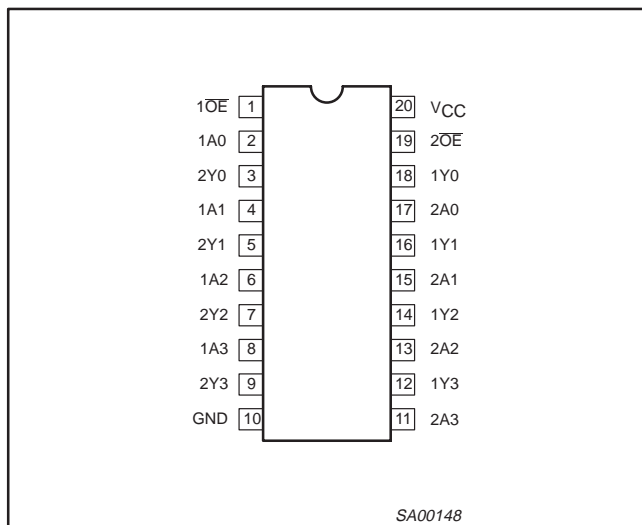 1O̅E̅ 1 20 VCC
1A0 2 19 2O̅E̅
2Y0 3 18 1Y0
1A1 4 17 2A0
2Y1 5 16 1Y1
1A2 6 15 2A1
2Y2 7 14 1Y2
1A3 8 13 2A2
2Y3 9 12 1Y3
GND 10 11 2A3
SA00148